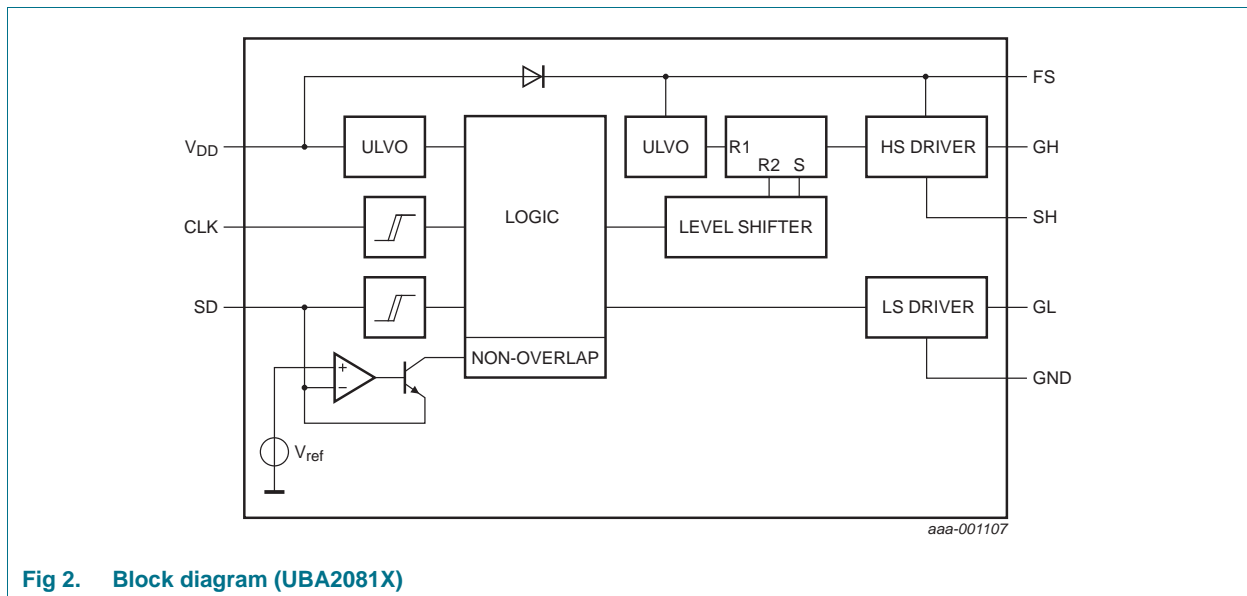 FS
VDD
ULVO
ULVO
R1
R2 S
HS DRIVER
GH
CLK
LOGIC
LEVEL SHIFTER
SH
SD
LS DRIVER
GL
NON-OVERLAP
+
−
GND
Vref
aaa-001107
Fig 2. Block diagram (UBA2081X)